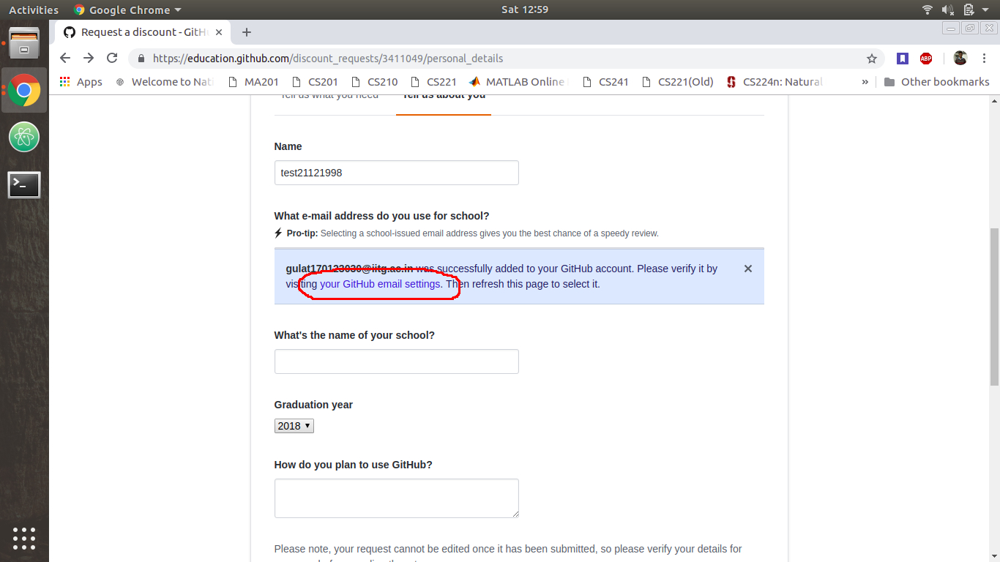 Activities
Google Chrome
Sat 12:59
Request a discount - GitH
https://education.github.com/discount_requests/3411049/personal_details
ABP
Apps
Welcome to Nati
MA201
CS201
CS210
CS221
MATLAB Online
CS241
CS221(Old)
CS224n: Natural
»
Other bookmarks
Tell us what you need
Tell us about you
Name
test21121998
What e-mail address do you use for school?
Pro-tip: Selecting a school-issued email address gives you the best chance of a speedy review.
gulat170123030@iitg.ac.in was successfully added to your GitHub account. Please verify it by
visiting your GitHub email settings. Then refresh this page to select it.
What's the name of your school?
Graduation year
2018
How do you plan to use GitHub?
Please note, your request cannot be edited once it has been submitted, so please verify your details for